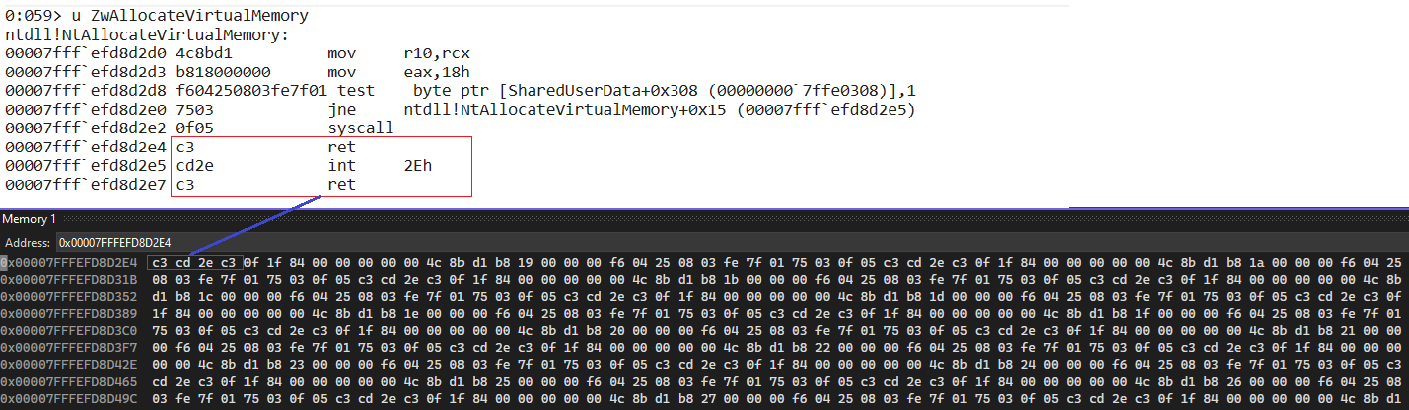 0:059> u ZwAllocateVirtualMemory
ntdll!NtAllocateVirtualMemory:
00007fff`efd8d2d0 4c8bd1 mov r10,rcx
00007fff`efd8d2d3 b818000000 mov eax,18h
00007fff`efd8d2d8 f604250803fe7f01 test byte ptr [SharedUserData+0x308 (00000000`7ffe0308)],1
00007fff`efd8d2e0 7503 jne ntdll!NtAllocateVirtualMemory+0x15 (00007fff`efd8d2e5)
00007fff`efd8d2e2 0f05 syscall
00007fff`efd8d2e4 c3 ret
00007fff`efd8d2e5 cd2e int 2Eh
00007fff`efd8d2e7 c3 ret
Memory 1
Address: 0x00007FFFEFD8D2E4
0x00007FFFEFD8D2E4 c3 cd 2e c3 0f 1f 84 00 00 00 00 00 4c 8b d1 b8 19 00 00 00 f6 04 25 08 03 fe 7f 01 75 03 0f 05 c3 cd 2e c3 0f 1f 84 00 00 00 00 00 4c 8b d1 b8 1a 00 00 00 f6 04 25
0x00007FFFEFD8D31B 08 03 fe 7f 01 75 03 0f 05 c3 cd 2e c3 0f 1f 84 00 00 00 00 00 4c 8b d1 b8 1b 00 00 00 f6 04 25 08 03 fe 7f 01 75 03 0f 05 c3 cd 2e c3 0f 1f 84 00 00 00 00 00 4c 8b
0x00007FFFEFD8D352 d1 b8 1c 00 00 00 f6 04 25 08 03 fe 7f 01 75 03 0f 05 c3 cd 2e c3 0f 1f 84 00 00 00 00 00 4c 8b d1 b8 1d 00 00 00 f6 04 25 08 03 fe 7f 01 75 03 0f 05 c3 cd 2e c3 0f
0x00007FFFEFD8D389 1f 84 00 00 00 00 00 4c 8b d1 b8 1e 00 00 00 f6 04 25 08 03 fe 7f 01 75 03 0f 05 c3 cd 2e c3 0f 1f 84 00 00 00 00 00 4c 8b d1 b8 1f 00 00 00 f6 04 25 08 03 fe 7f 01
0x00007FFFEFD8D3C0 75 03 0f 05 c3 cd 2e c3 0f 1f 84 00 00 00 00 00 4c 8b d1 b8 20 00 00 00 f6 04 25 08 03 fe 7f 01 75 03 0f 05 c3 cd 2e c3 0f 1f 84 00 00 00 00 00 4c 8b d1 b8 21 00 00
0x00007FFFEFD8D3F7 00 f6 04 25 08 03 fe 7f 01 75 03 0f 05 c3 cd 2e c3 0f 1f 84 00 00 00 00 00 4c 8b d1 b8 22 00 00 00 f6 04 25 08 03 fe 7f 01 75 03 0f 05 c3 cd 2e c3 0f 1f 84 00 00 00
0x00007FFFEFD8D42E 00 00 4c 8b d1 b8 23 00 00 00 f6 04 25 08 03 fe 7f 01 75 03 0f 05 c3 cd 2e c3 0f 1f 84 00 00 00 00 00 4c 8b d1 b8 24 00 00 00 f6 04 25 08 03 fe 7f 01 75 03 0f 05 c3
0x00007FFFEFD8D465 cd 2e c3 0f 1f 84 00 00 00 00 00 4c 8b d1 b8 25 00 00 00 f6 04 25 08 03 fe 7f 01 75 03 0f 05 c3 cd 2e c3 0f 1f 84 00 00 00 00 00 4c 8b d1 b8 26 00 00 00 f6 04 25 08
0x00007FFFEFD8D49C 03 fe 7f 01 75 03 0f 05 c3 cd 2e c3 0f 1f 84 00 00 00 00 00 4c 8b d1 b8 27 00 00 00 f6 04 25 08 03 fe 7f 01 75 03 0f 05 c3 cd 2e c3 0f 1f 84 00 00 00 00 00 4c 8b d1